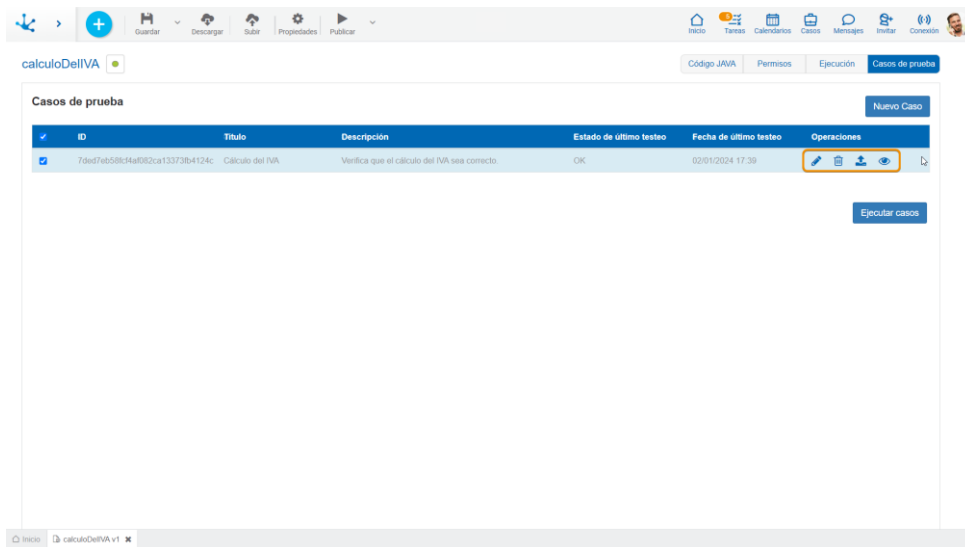 Guardar Descargar Subir Propiedades Publicar Inicio Tareas Calendarios Casos Mensajes Invitar Conexión
calculoDelIVA Código JAVA Permisos Ejecución Casos de prueba
Casos de prueba
Nuevo Caso
ID Titulo Descripción Estado de último testeo Fecha de último testeo Operaciones
7ded7eb58fcf4af082ca13373fb4124c Cálculo del IVA Verifica que el cálculo del IVA sea correcto OK 02/01/2024 17:39
Ejecutar casos
Inicio calculoDelIVA v1